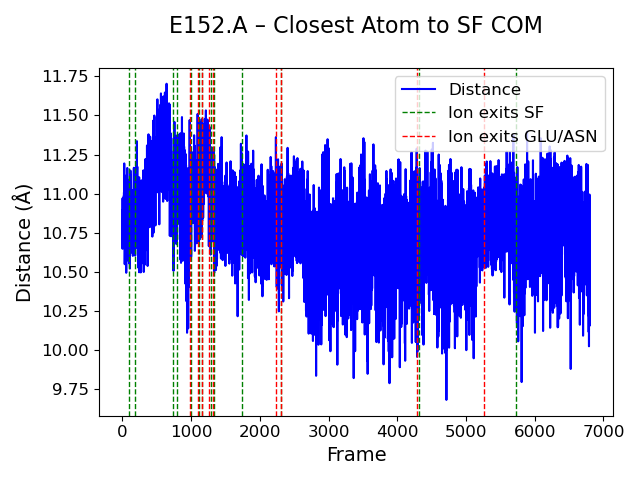 E152.A – Closest Atom to SF COM
11.75
11.50
11.25
11.00
10.75
10.50
10.25
10.00
9.75
Distance (Å)
Distance
Ion exits SF
Ion exits GLU/ASN
0 1000 2000 3000 4000 5000 6000 7000
Frame